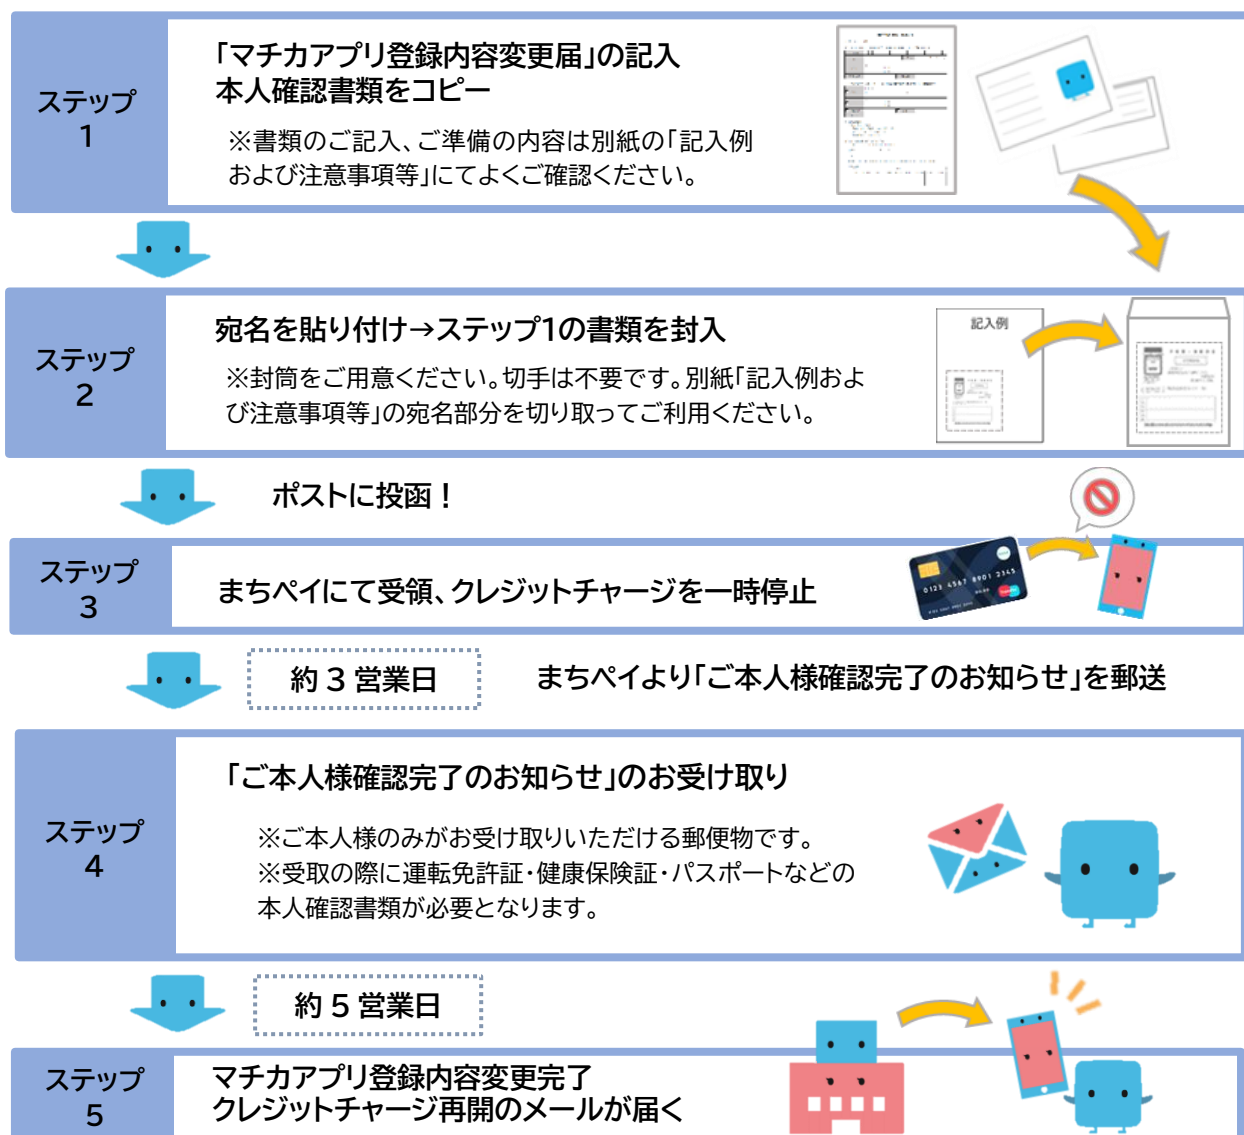 ステップ
1
「マチカアプリ登録内容変更届」の記入
本人確認書類をコピー
※書類のご記入、ご準備の内容は別紙の「記入例
および注意事項等」にてよくご確認ください。
ステップ
2
宛名を貼り付け→ステップ1の書類を封入
※封筒をご用意ください。切手は不要です。別紙「記入例およ
び注意事項等」の宛名部分を切り取ってご利用ください。
記入例
ポストに投函！
ステップ
3
まちペイにて受領、クレジットチャージを一時停止
0123 4567 8901 2345
約３営業日
まちペイより「ご本人様確認完了のお知らせ」を郵送
ステップ
4
「ご本人様確認完了のお知らせ」のお受け取り
※ご本人様のみがお受け取りいただける郵便物です。
※受取の際に運転免許証・健康保険証・パスポートなどの
本人確認書類が必要となります。
約５営業日
ステップ
5
マチカアプリ登録内容変更完了
クレジットチャージ再開のメールが届く